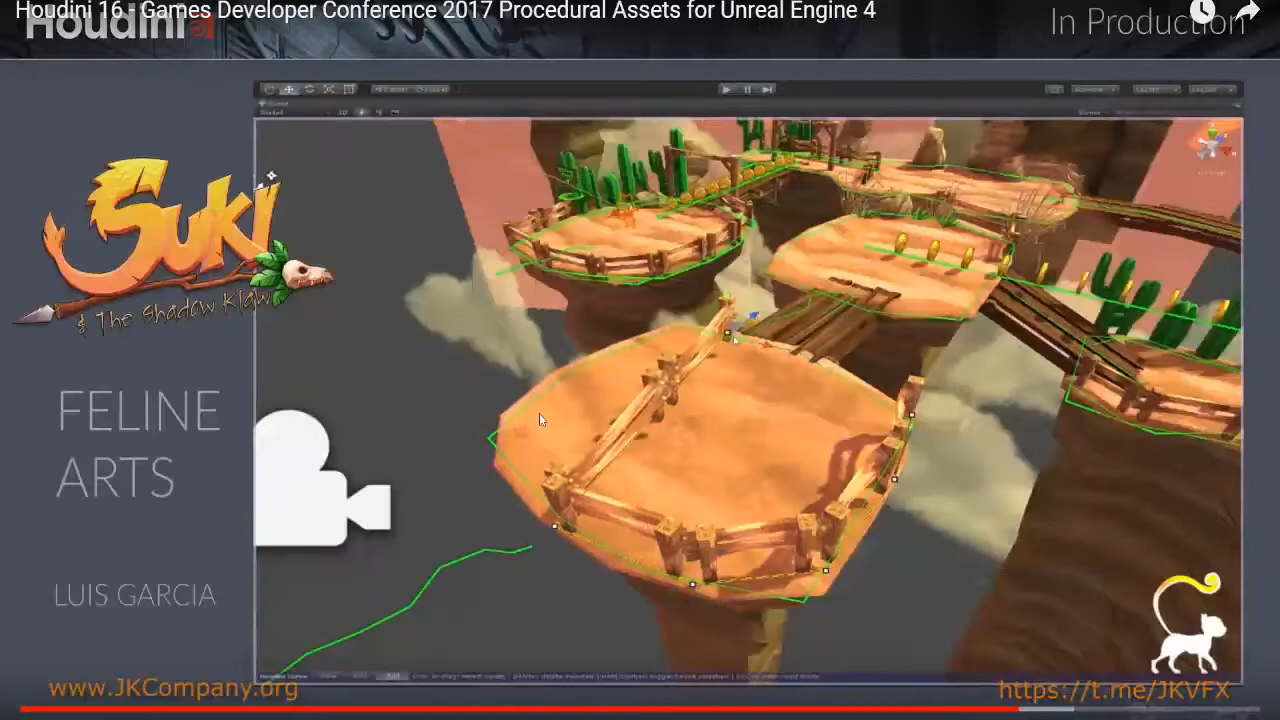 Houdini 16 - Games Developer Conference 2017 Procedural Assets for Unreal Engine 4
Houdini
In Production
Suki
& The Shadow Klaw
FELINE
ARTS
LUIS GARCIA
www.JKCompany.org
https://t.me/JKVFX